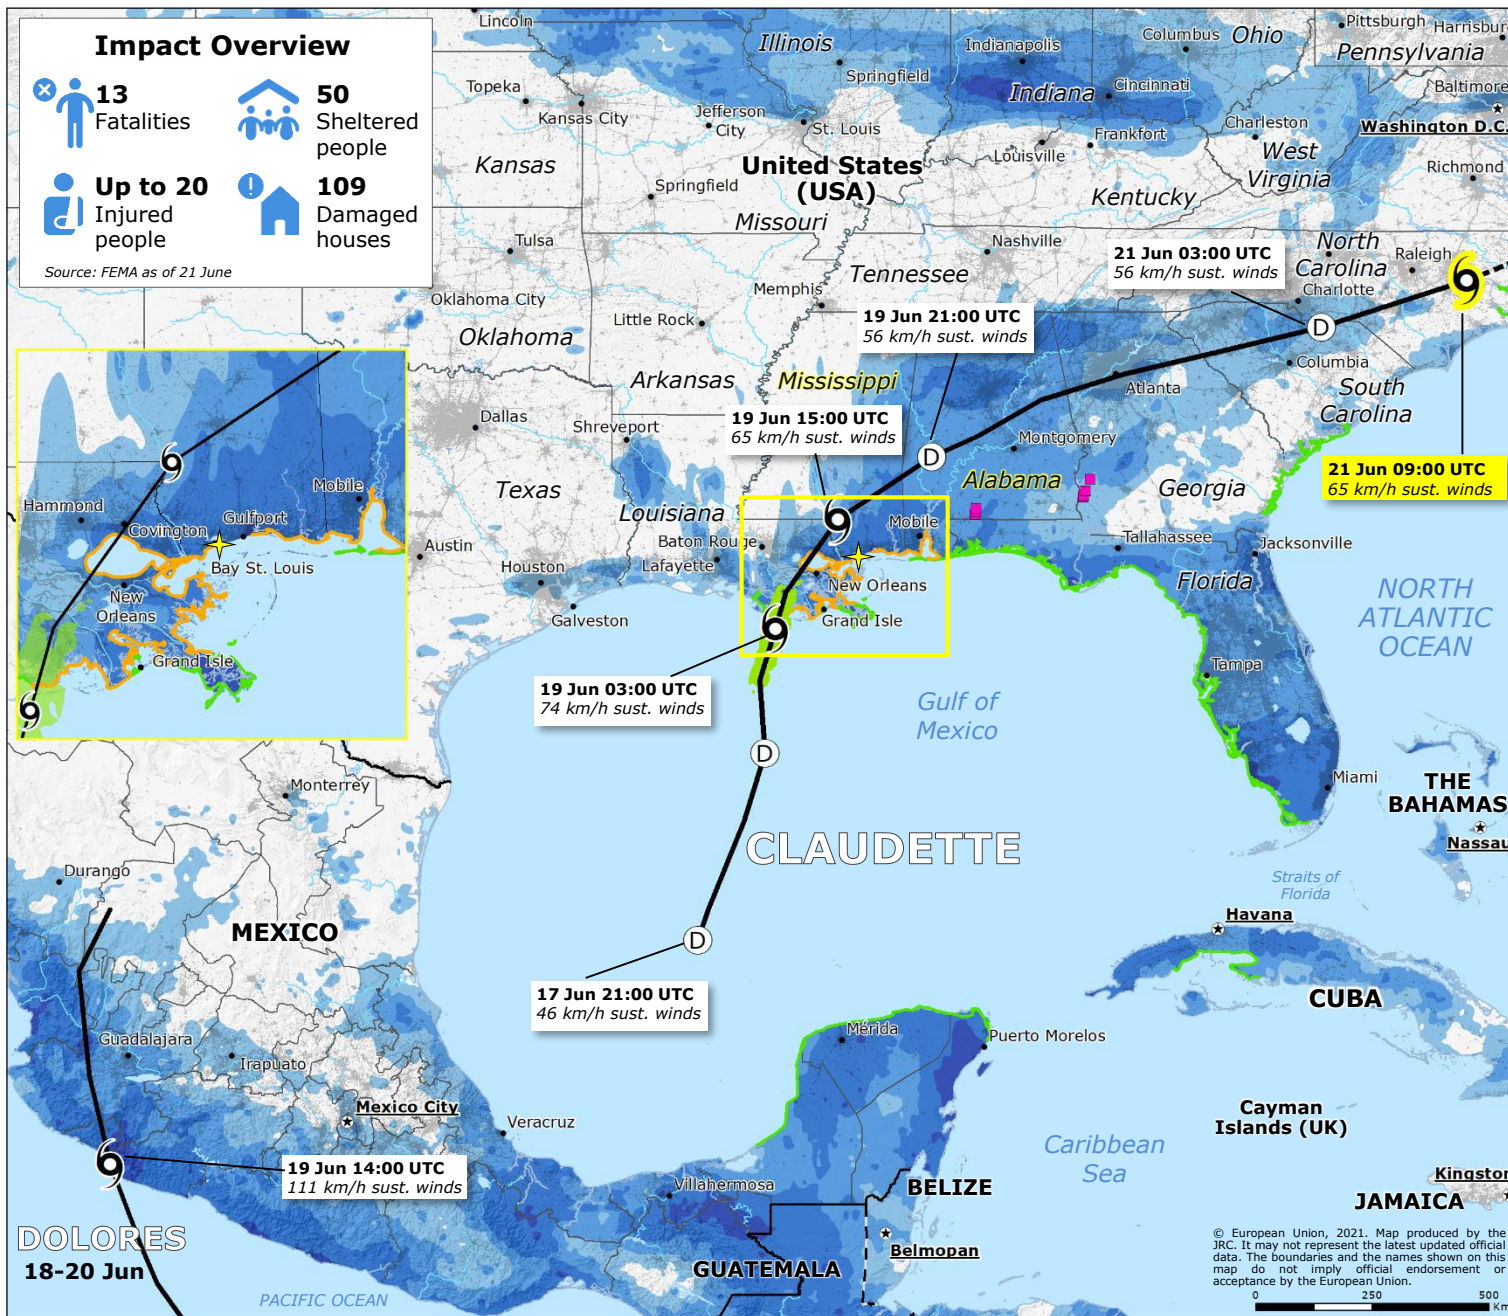 Impact Overview
13
Fatalities
50
Sheltered
people
Up to 20
Injured
people
109
Damaged
houses
Source: FEMA as of 21 June
Lincoln
Illinois
Indianapolis
Columbus
Ohio
Pittsburgh
Harrisbur
Pennsylvania
Topeka
Springfield
Indiana
Cincinnati
Baltimore
Kansas City
Jefferson
City
St. Louis
Frankfort
Charleston
Washington D.C.
Louisville
West
Virginia
Richmond
Kansas
United States
(USA)
Springfield
Kentucky
Missouri
Tulsa
Nashville
21 Jun 03:00 UTC
56 km/h sust. winds
North
Carolina
Raleigh
Tennessee
Charlotte
Oklahoma City
Memphis
19 Jun 21:00 UTC
56 km/h sust. winds
Little Rock
Oklahoma
Columbia
Arkansas
Mississippi
Atlanta
South
Carolina
Dallas
Shreveport
19 Jun 15:00 UTC
65 km/h sust. winds
Montgomery
21 Jun 09:00 UTC
65 km/h sust. winds
Texas
Alabama
Georgia
Louisiana
Hammond
Mobile
Covington
Gulfport
Bay St. Louis
New
Orleans
Grand Isle
Austin
Houston
Galveston
Baton Rouge
Lafayette
Mobile
New Orleans
Grand Isle
Tallahassee
Jacksonville
Florida
NORTH
ATLANTIC
OCEAN
Tampa
19 Jun 03:00 UTC
74 km/h sust. winds
Gulf of
Mexico
D
D
D
D
Monterrey
Miami
THE
BAHAMAS
Nassau
CLAUDETTE
Durango
Straits of
Florida
MEXICO
Havana
17 Jun 21:00 UTC
46 km/h sust. winds
CUBA
Guadalajara
Irapuato
Mérida
Puerto Morelos
Mexico City
Veracruz
Cayman
Islands (UK)
Caribbean
Sea
19 Jun 14:00 UTC
111 km/h sust. winds
Villahermosa
BELIZE
Kingston
JAMAICA
DOLORES
18-20 Jun
Belmopan
GUATEMALA
PACIFIC OCEAN
© European Union, 2021. Map produced by the
JRC. It may not represent the latest updated official
data. The boundaries and the names shown on this
map do not imply official endorsement or
acceptance by the European Union.
0 250 500
Km